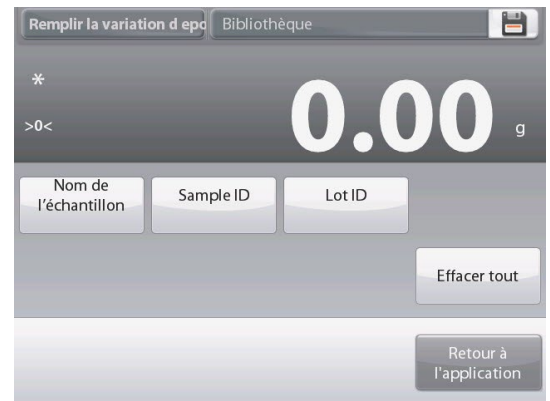 Remplir la variation d epo Bibliothèque
*
0.00 g
>0<
Nom de
l'échantillon
Sample ID
Lot ID
Effacer tout
Retour à
l'application